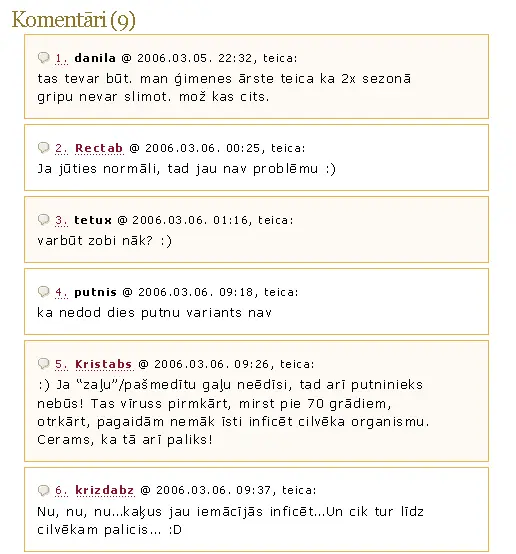 Komentāri (9)
1. danila @ 2006.03.05. 22:32, teica:
tas tevar būt. man ģimenes ārste teica ka 2x sezonā
gripu nevar slimot. mož kas cits.
2. Rectab @ 2006.03.06. 00:25, teica:
Ja jūties normāli, tad jau nav problēmu :)
3. tetux @ 2006.03.06. 01:16, teica:
varbūt zobi nāk? :)
4. putnis @ 2006.03.06. 09:18, teica:
ka nedod dies putnu variants nav
5. Kristabs @ 2006.03.06. 09:26, teica:
:) Ja “zaļu”/pašmedītu gaļu neēdīsi, tad arī putninieks
nebūs! Tas vīruss pirmkārt, mirst pie 70 grādiem,
otrkārt, pagaidām nemāk īsti inficēt cilvēka organismu.
Cerams, ka tā arī paliks!
6. krizdabz @ 2006.03.06. 09:37, teica:
Nu, nu, nu…kaķus jau iemācījās inficēt…Un cik tur līdz
cilvēkam palicis… :D